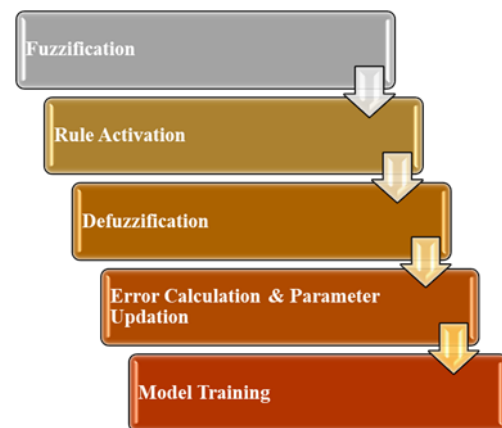 Fuzzification
Rule Activation
Defuzzification
Error Calculation & Parameter
Updation
Model Training